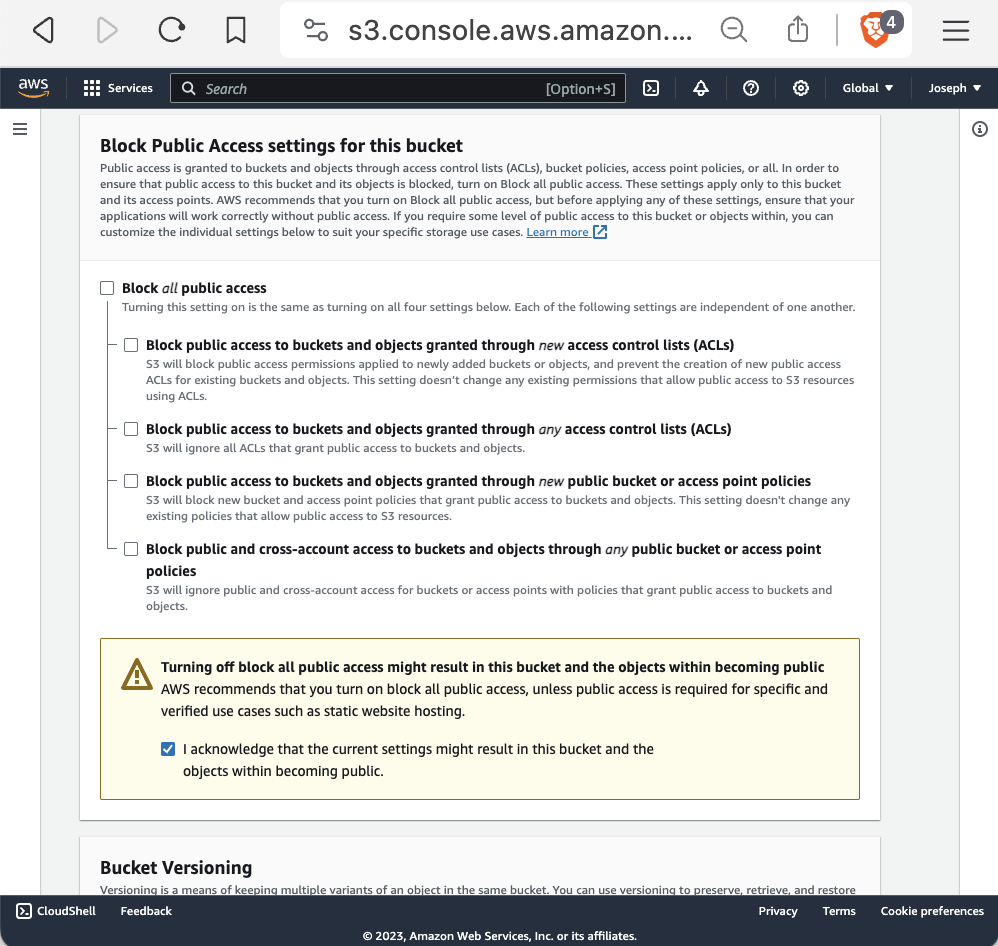 s3.console.aws.amazon....
4
aws
Services
Search
[Option+S]
Global
Joseph
Block Public Access settings for this bucket
Public access is granted to buckets and objects through access control lists (ACLs), bucket policies, access point policies, or all. In order to
ensure that public access to this bucket and its objects is blocked, turn on Block all public access. These settings apply only to this bucket
and its access points. AWS recommends that you turn on Block all public access, but before applying any of these settings, ensure that your
applications will work correctly without public access. If you require some level of public access to this bucket or objects within, you can
customize the individual settings below to suit your specific storage use cases. Learn more
Block all public access
Turning this setting on is the same as turning on all four settings below. Each of the following settings are independent of one another.
Block public access to buckets and objects granted through new access control lists (ACLs)
S3 will block public access permissions applied to newly added buckets or objects, and prevent the creation of new public access
ACLs for existing buckets and objects. This setting doesn't change any existing permissions that allow public access to S3 resources
using ACLs.
Block public access to buckets and objects granted through any access control lists (ACLs)
S3 will ignore all ACLs that grant public access to buckets and objects.
Block public access to buckets and objects granted through new public bucket or access point policies
S3 will block new bucket and access point policies that grant public access to buckets and objects. This setting doesn't change any
existing policies that allow public access to S3 resources.
Block public and cross-account access to buckets and objects through any public bucket or access point
policies
S3 will ignore public and cross-account access for buckets or access points with policies that grant public access to buckets and
objects.
Turning off block all public access might result in this bucket and the objects within becoming public
AWS recommends that you turn on block all public access, unless public access is required for specific and
verified use cases such as static website hosting.
I acknowledge that the current settings might result in this bucket and the
objects within becoming public.
Bucket Versioning
Versioning is a means of keeping multiple variants of an object in the same bucket. You can use versioning to preserve, retrieve, and restore
CloudShell
Feedback
Privacy
Terms
Cookie preferences
© 2023, Amazon Web Services, Inc. or its affiliates.